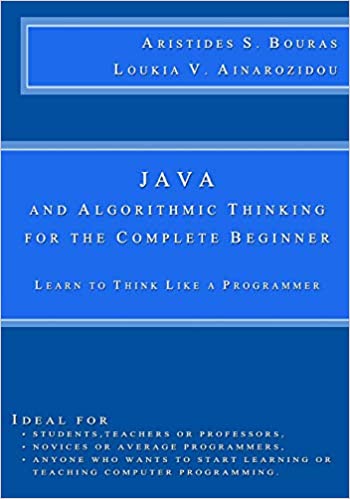 Aristides S. Bouras
Loukia V. Ainarozidou
JAVA
and Algorithmic Thinking
for the Complete Beginner
Learn to Think Like a Programmer
Ideal for
• students,teachers or professors,
• novices or average programmers,
• anyone who wants to start learning or
teaching computer programming.